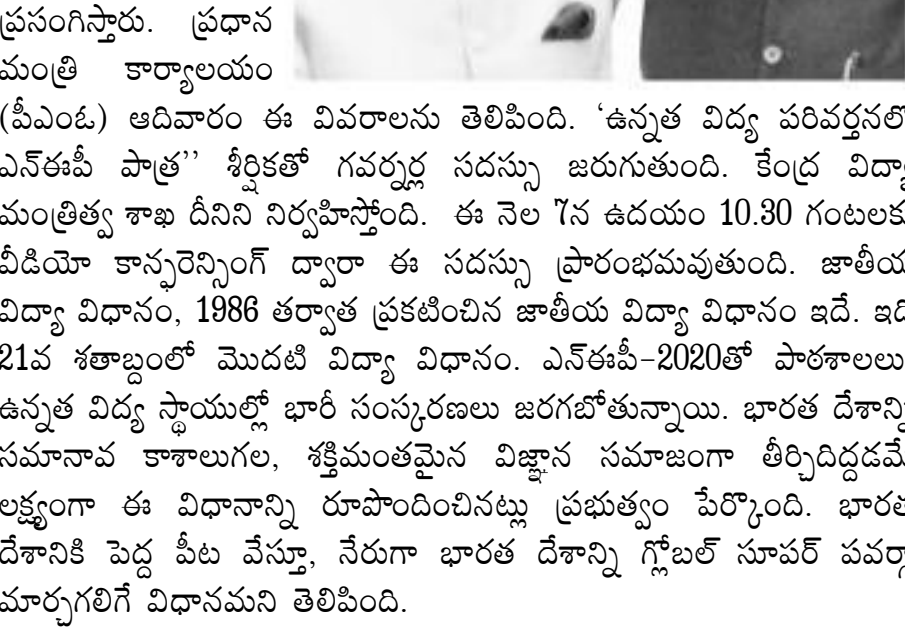 ప్రసంగిస్తారు. ప్రధాన
మంత్రి కార్యాలయం
(పీఎంఓ) ఆదివారం ఈ వివరాలను తెలిపింది. ‘ఉన్నత విద్య పరివర్తనలో
ఎన్ఈపీ పాత్ర’’ శీర్షికతో గవర్నర్ల సదస్సు జరుగుతుంది. కేంద్ర విద్యా
మంత్రిత్వ శాఖ దీనిని నిర్వహిస్తోంది. ఈ నెల 7న ఉదయం 10.30 గంటలకు
వీడియో కాన్ఫరెన్సింగ్ ద్వారా ఈ సదస్సు ప్రారంభమవుతుంది. జాతీయ
విద్యా విధానం, 1986 తర్వాత ప్రకటించిన జాతీయ విద్యా విధానం ఇదే. ఇది
21వ శతాబ్దంలో మొదటి విద్యా విధానం. ఎన్ఈపీ-2020తో పాఠశాలలు
ఉన్నత విద్య స్థాయుల్లో భారీ సంస్కరణలు జరగబోతున్నాయి. భారత దేశాన్ని
సమానావ కాశాలుగల, శక్తిమంతమైన విజ్ఞాన సమాజంగా తీర్చిదిద్దడమే
లక్ష్యంగా ఈ విధానాన్ని రూపొందించినట్లు ప్రభుత్వం పేర్కొంది. భారత
దేశానికి పెద్ద పీట వేస్తూ, నేరుగా భారత దేశాన్ని గ్లోబల్ సూపర్ పవర్గా
మార్చగలిగే విధానమని తెలిపింది.